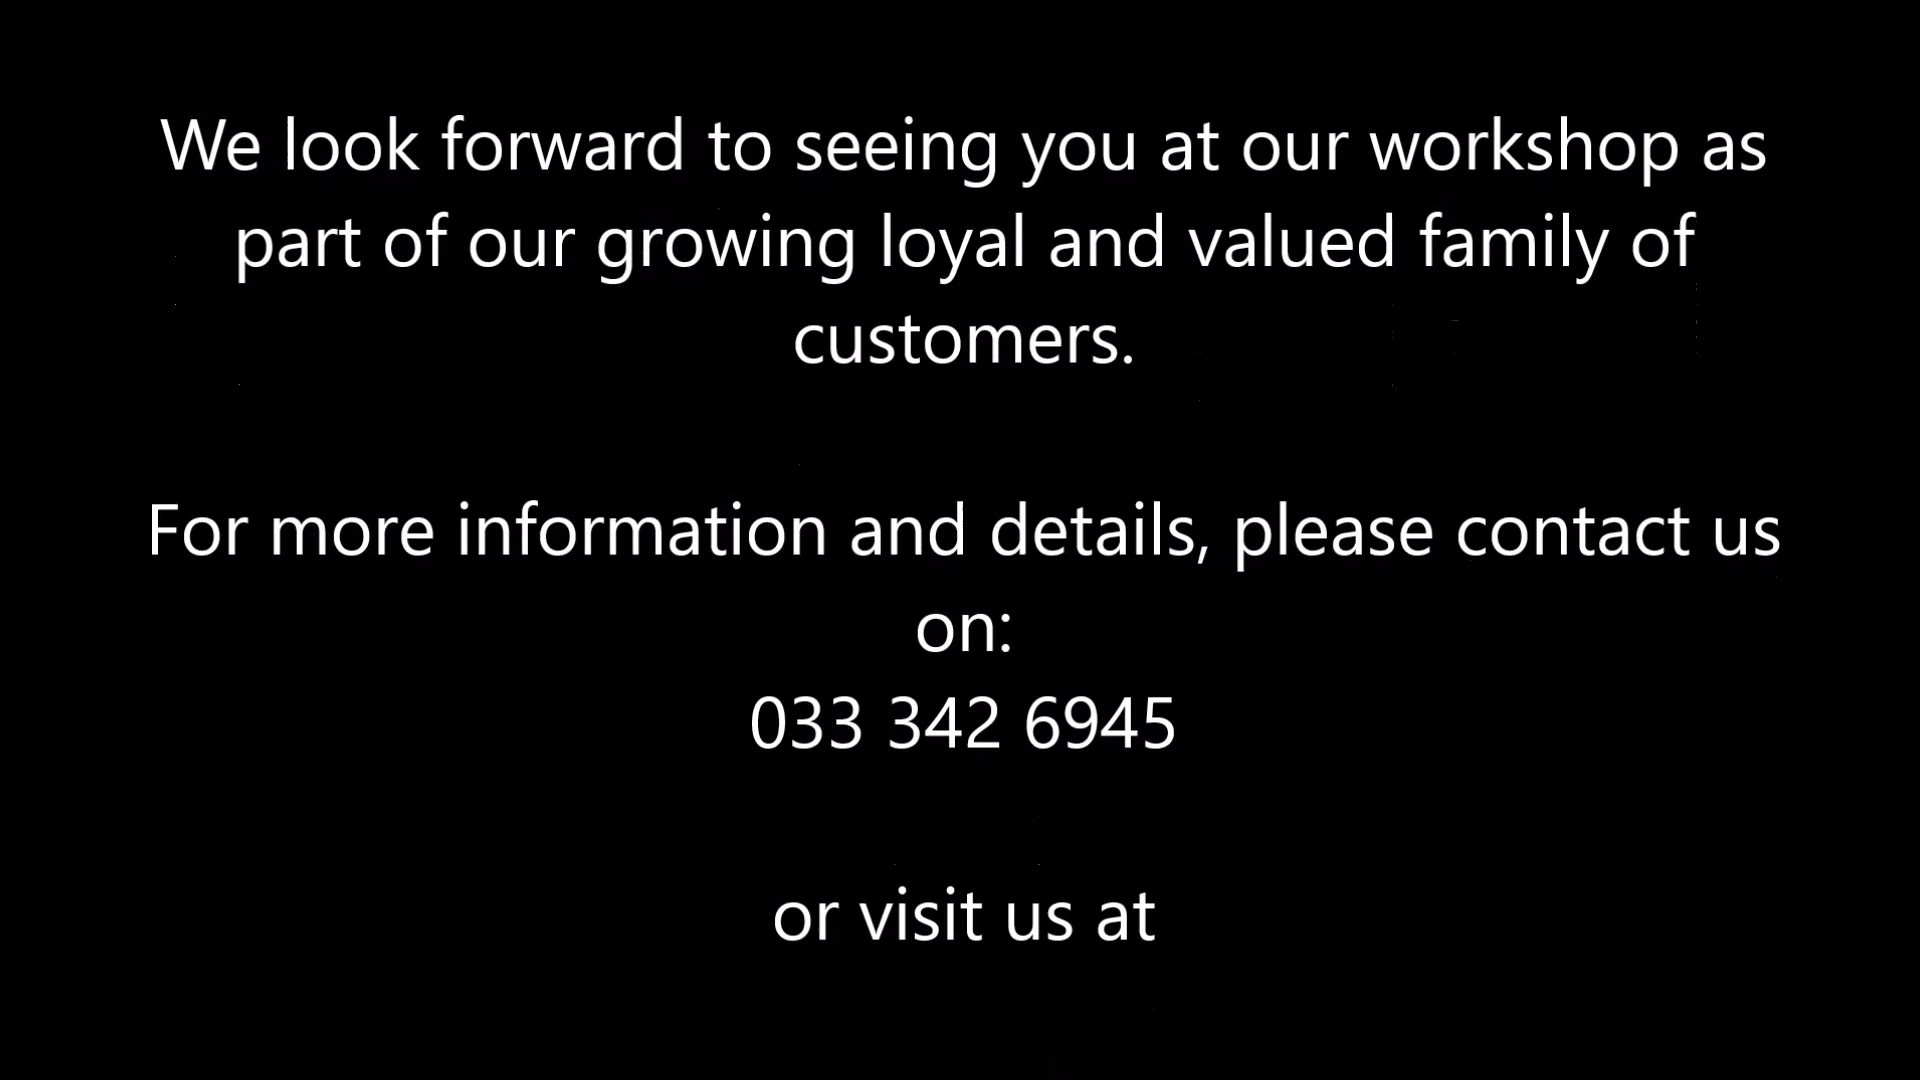 We look forward to seeing you at our workshop as
part of our growing loyal and valued family of
customers.
For more information and details, please contact us
on:
033 342 6945
or visit us at